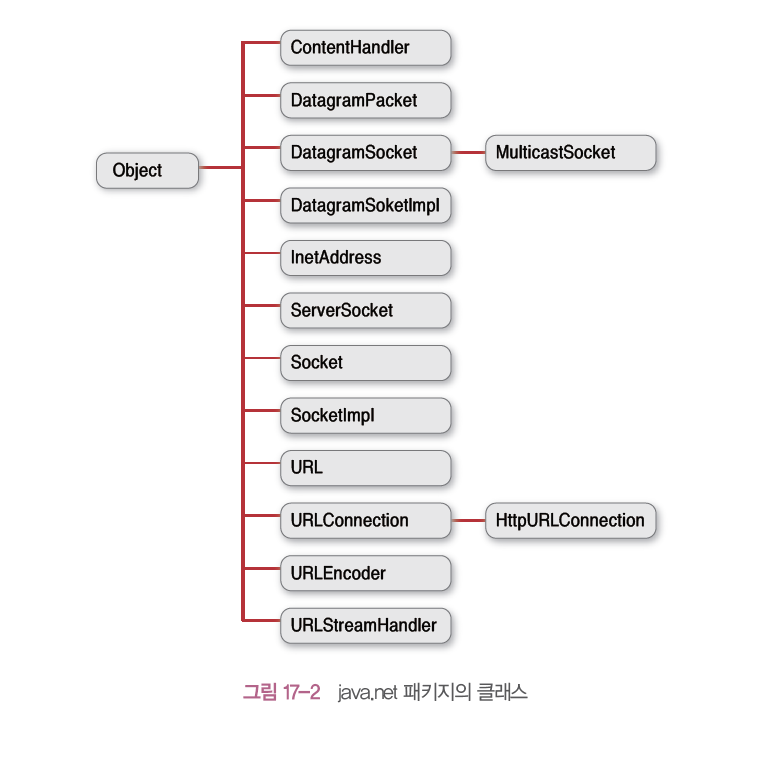 ContentHandler
DatagramPacket
DatagramSocket
MulticastSocket
Object
DatagramSoketImpl
InetAddress
ServerSocket
Socket
SocketImpl
URL
URLConnection
HttpURLConnection
URLEncoder
URLStreamHandler
그림 17-2 java.net 패키지의 클래스